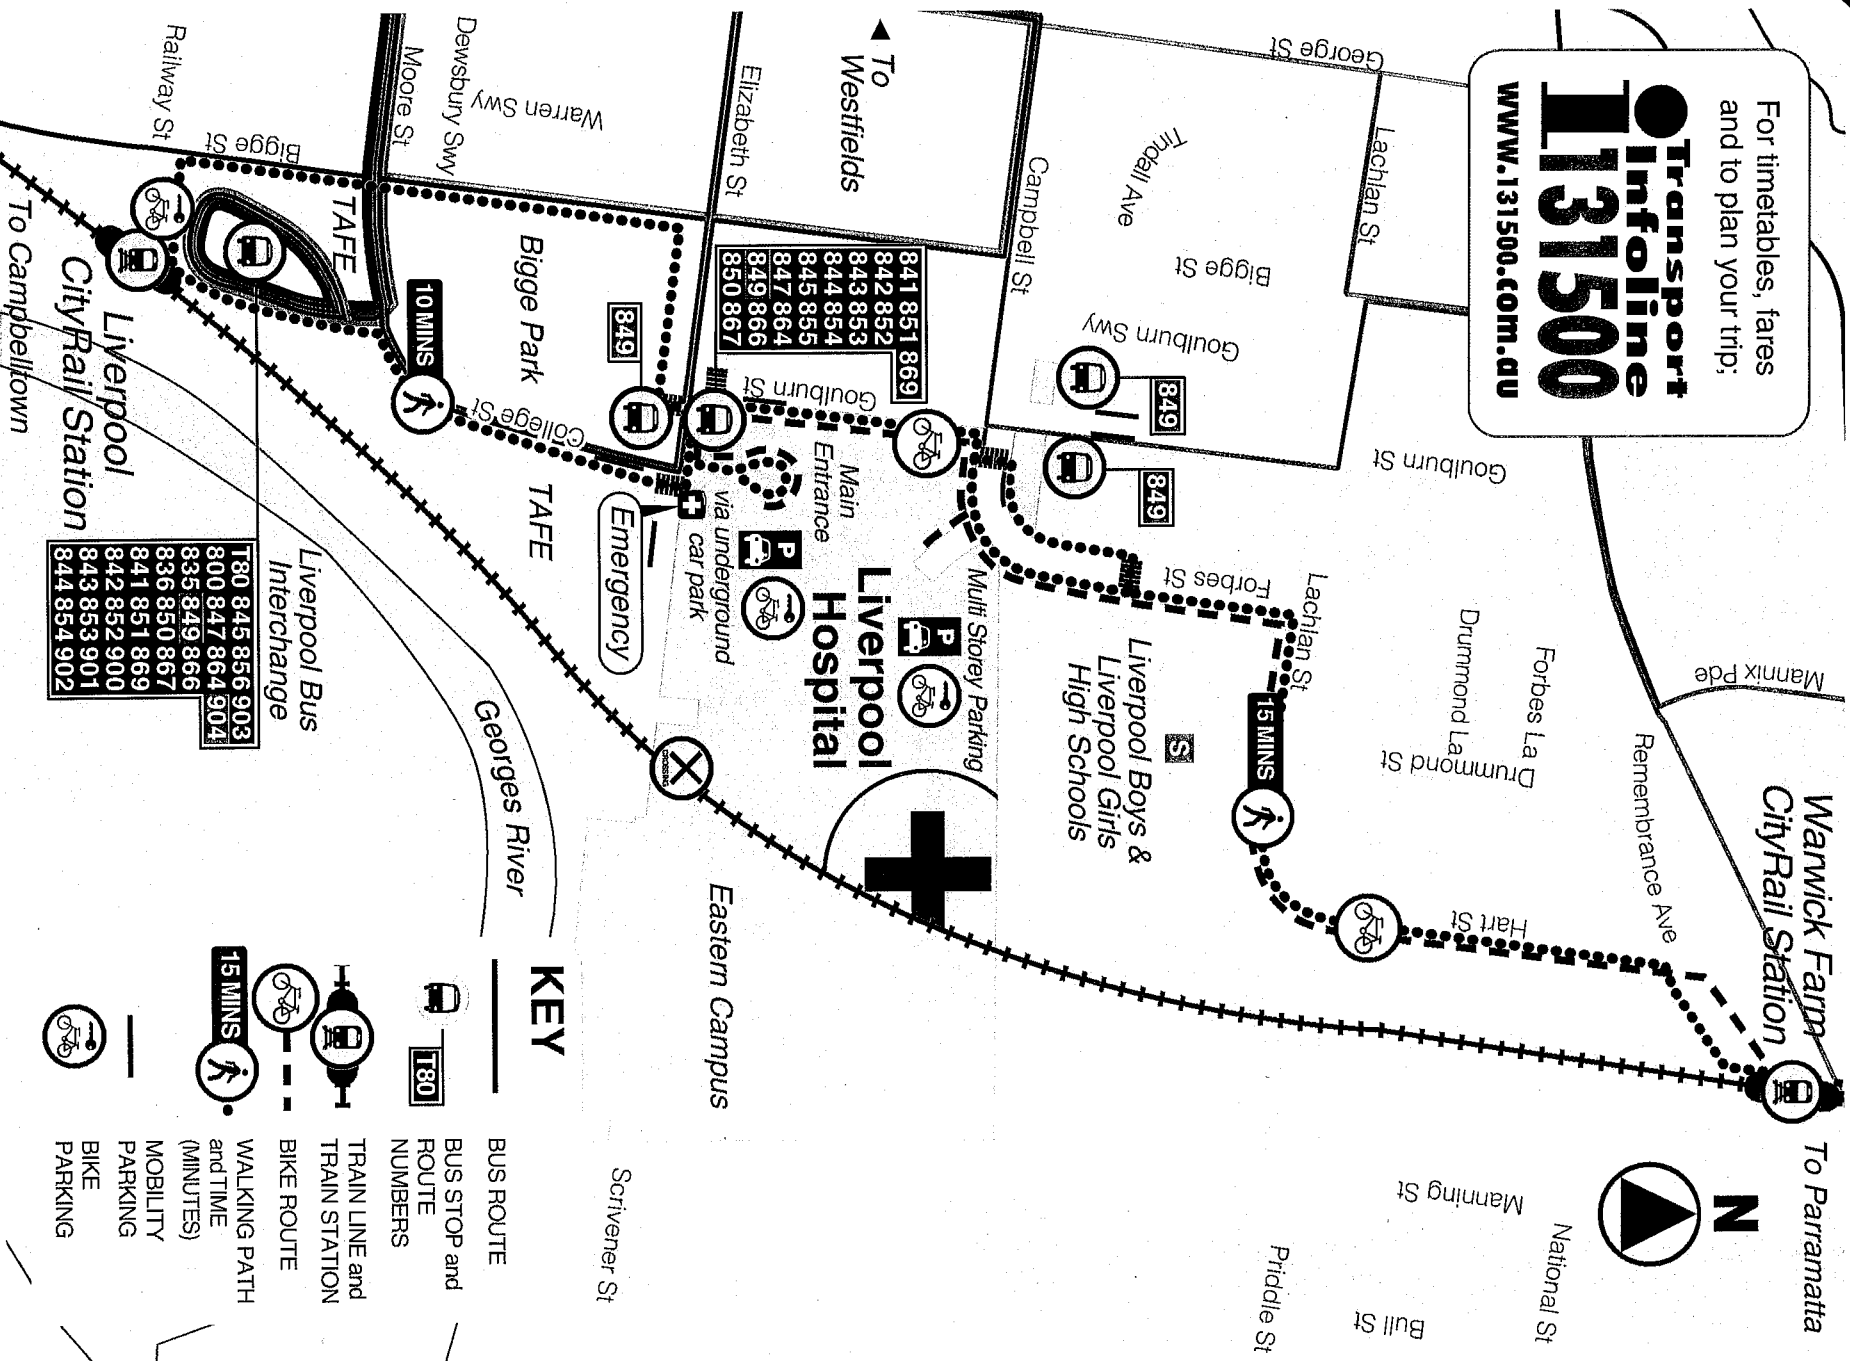 For timetables, fares
and to plan your trip;
Transport
infoline
131500
www.131500.com.au
N
To Parramatta
Warwick Farm
CityRail Station
Mannix Pde
Remembrance Ave
National St
Manning St
Bull St
Priddle St
Forbes La
Drummond La
Drummond St
Hart St
George St
Lachlan St
Goulburn St
Tindall Ave
Bigge St
Goulburn Swy
849
849
Lachlan St
Forbes St
15 MINS
S
Liverpool Boys &
Liverpool Girls
High Schools
Campbell St
◀ To
Westfields
Multi Storey Parking
P
Liverpool
Hospital
Main
Entrance
Goulburn St
P
via underground
car park
841 851 869
842 852
843 853
844 854
845 855
847 864
849 866
850 867
Elizabeth St
Warren Swy
Dewsbury Swy
Moore St
Bigge Park
849
College St
Emergency
TAFE
10 MINS
CROSSING
Eastern Campus
Scrivener St
Georges River
TAFE
Bigge St
Railway St
Liverpool
CityRail Station
To Campbelltown
Liverpool Bus
Interchange
T80 845 856 903
800 847 864 904
835 849 866
836 850 867
841 851 869
842 852 900
843 853 901
844 854 902
KEY
BUS ROUTE
T80
BUS STOP and
ROUTE
NUMBERS
TRAIN LINE and
TRAIN STATION
BIKE ROUTE
15 MINS
WALKING PATH
and TIME
(MINUTES)
MOBILITY
PARKING
BIKE
PARKING